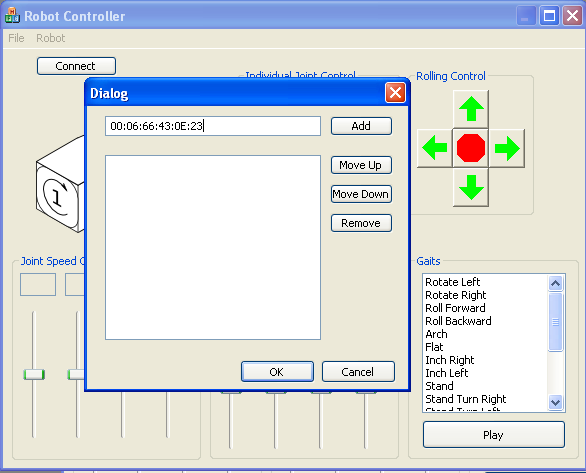 Robot Controller
File Robot
Connect
Individual Joint Control
Rolling Control
Dialog
00:06:66:43:0E:23
Add
Move Up
Move Down
Remove
OK
Cancel
1
Joint Speed
Gaits
Rotate Left
Rotate Right
Roll Forward
Roll Backward
Arch
Flat
Inch Right
Inch Left
Stand
Stand Turn Right
Stand Turn Left
Play